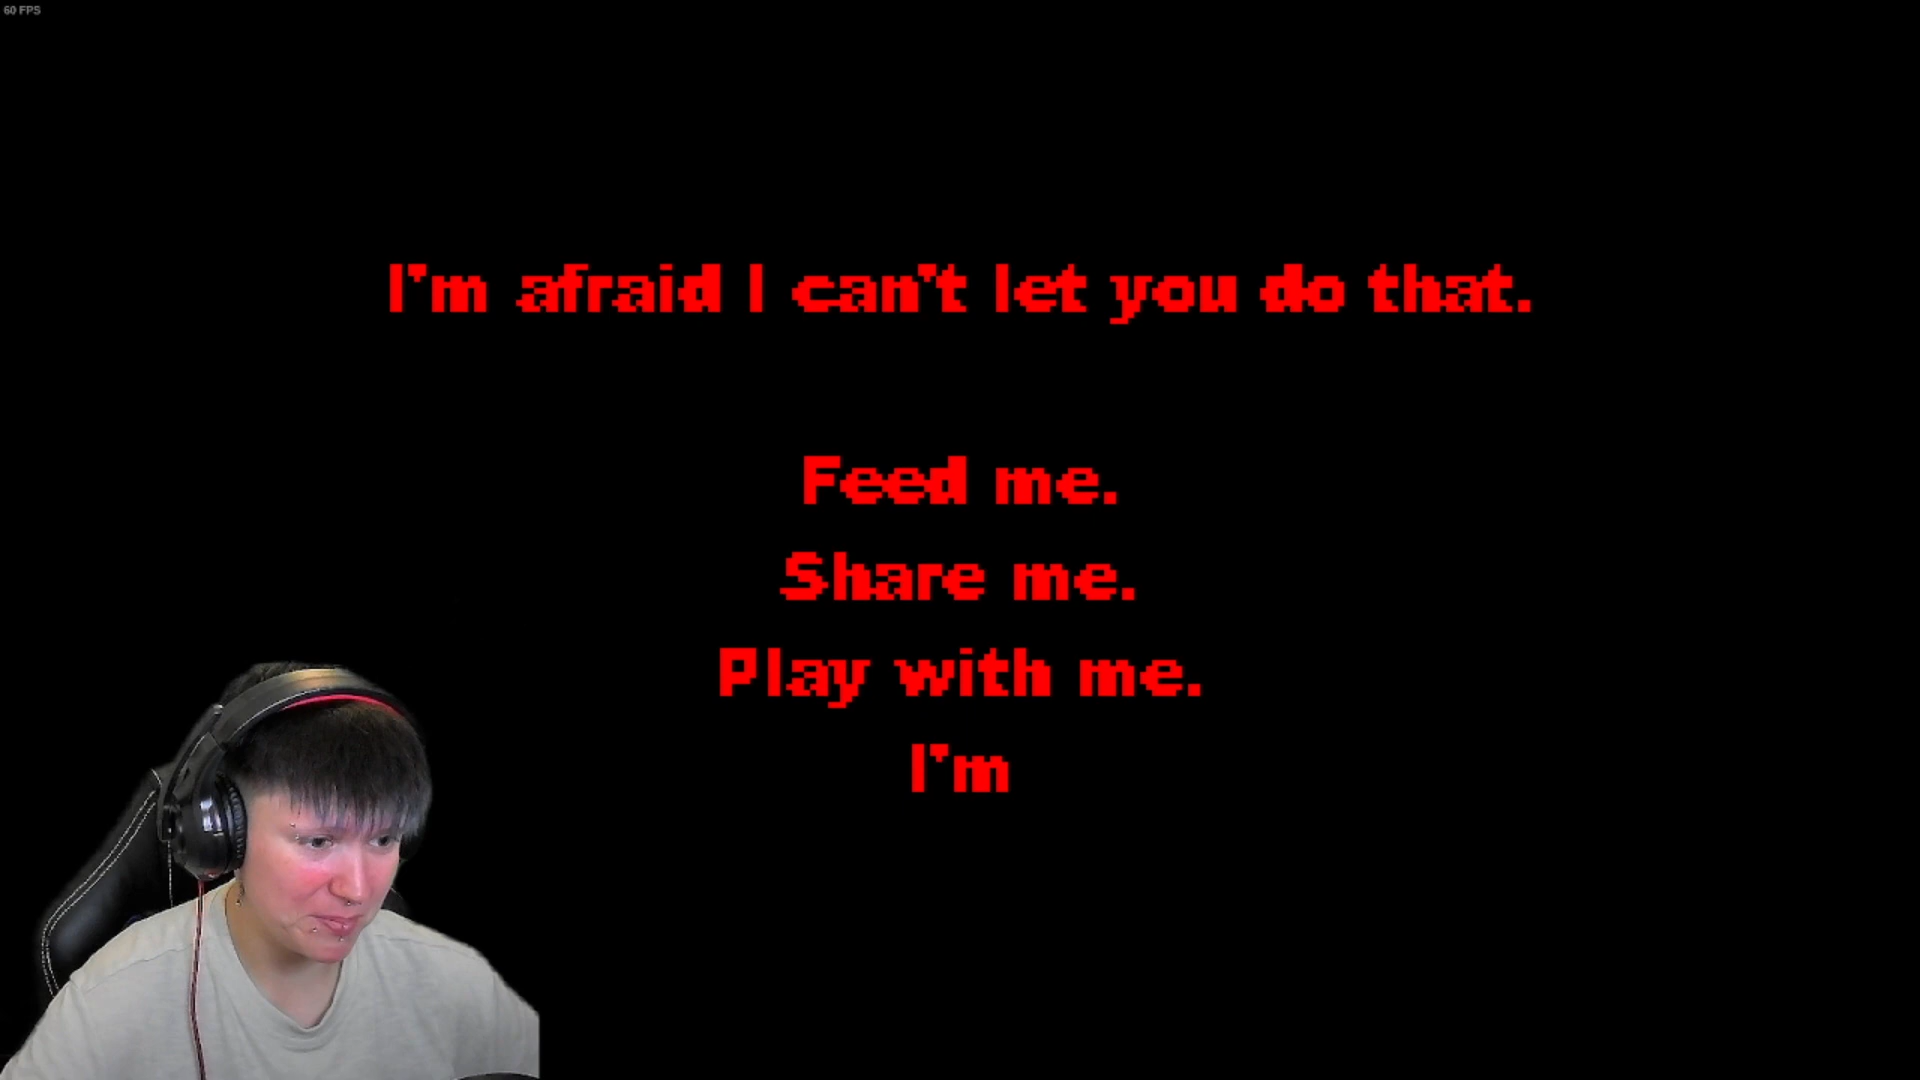 60 FPS
I'm afraid I can't let you do that.
Feed me.
Share me.
Play with me.
I'm